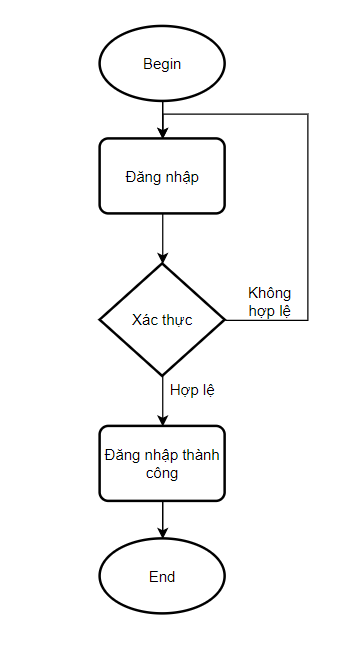 Begin
Đăng nhập
Xác thực
Không
hợp lệ
Hợp lệ
Đăng nhập thành
công
End